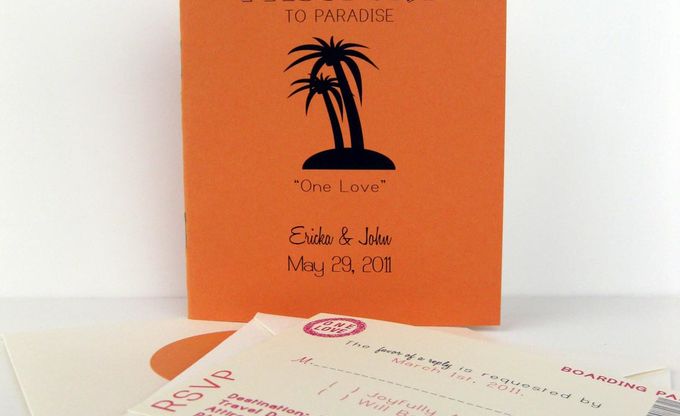 TO PARADISE
"One Love"
Ericka & John
May 29, 2011
ONE LOVE
The favor of a reply is requested by
March 1st, 2011.
M:
( ) Joyfully
( ) Will
BOARDING
RSVP
Destination:
Travel